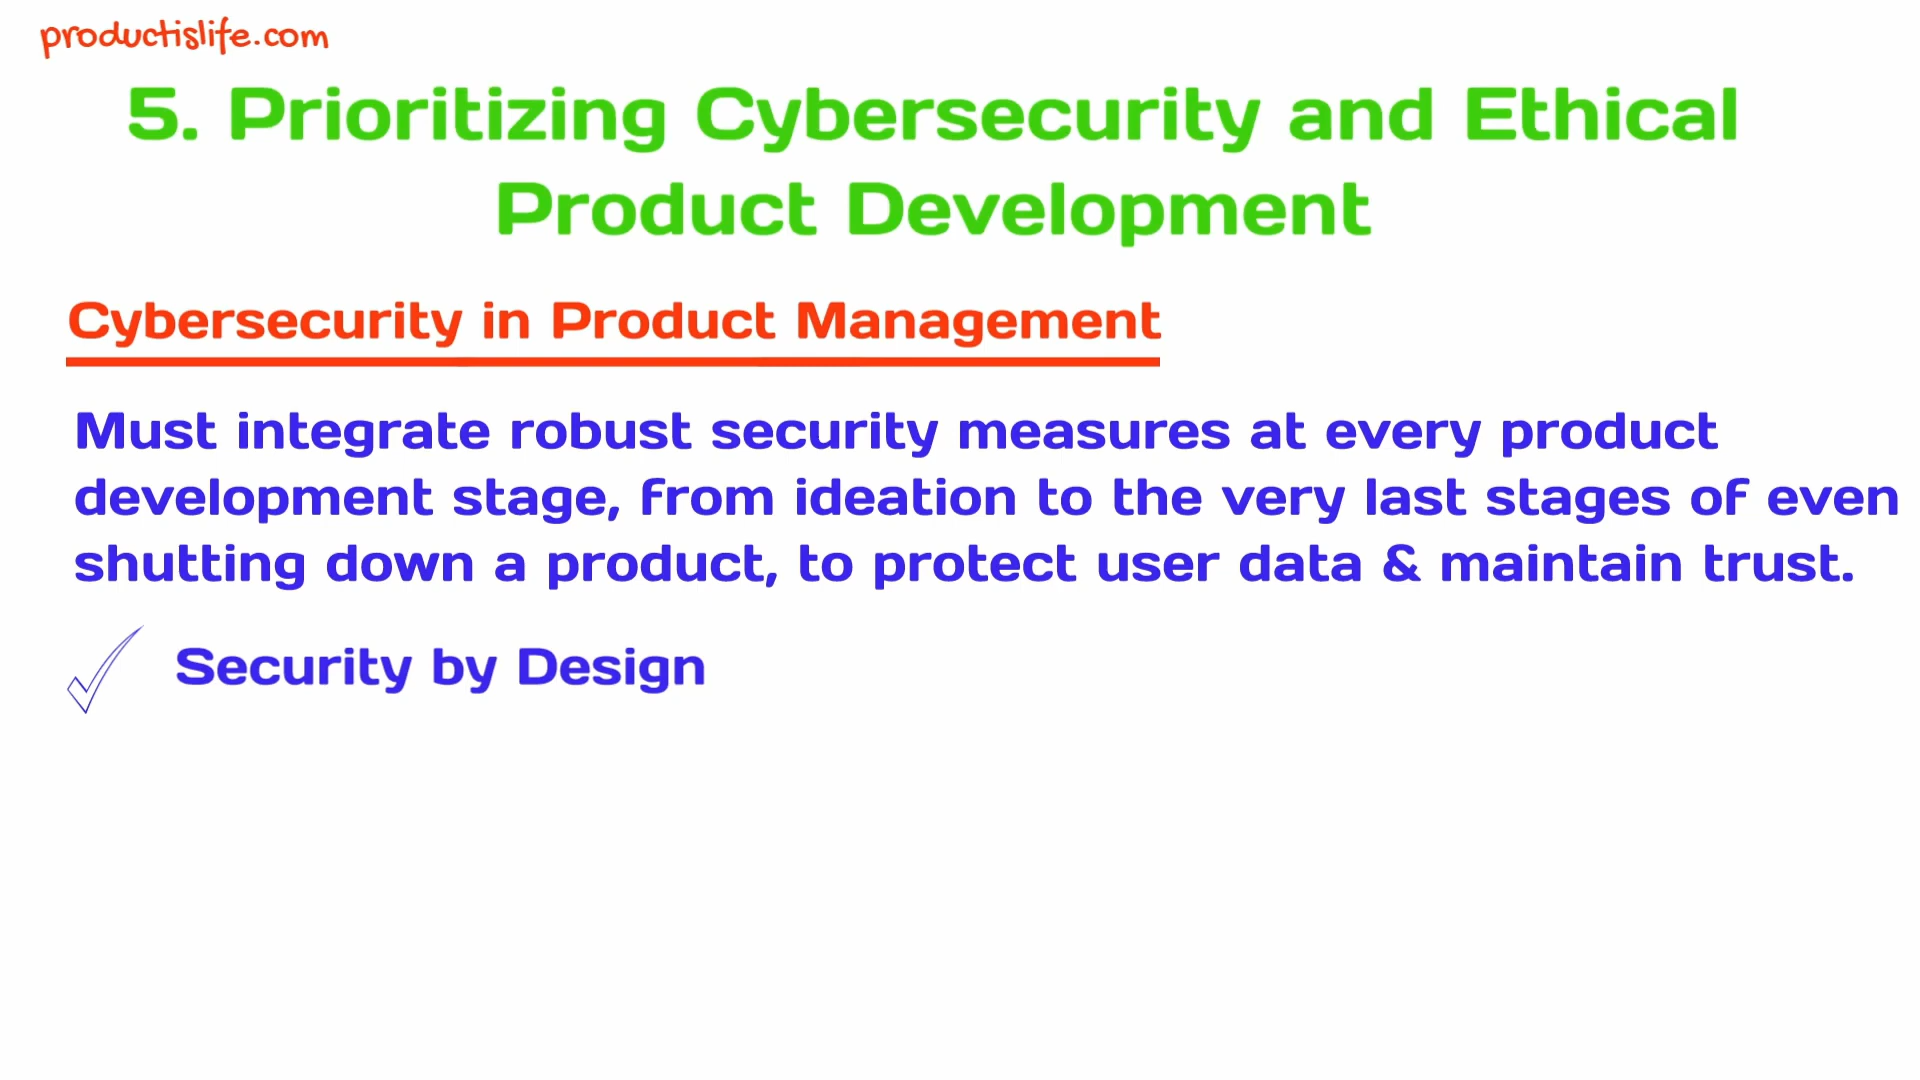 productislife.com
5. Prioritizing Cybersecurity and Ethical
Product Development
Cybersecurity in Product Management
Must integrate robust security measures at every product
development stage, from ideation to the very last stages of even
shutting down a product, to protect user data & maintain trust.
Security by Design